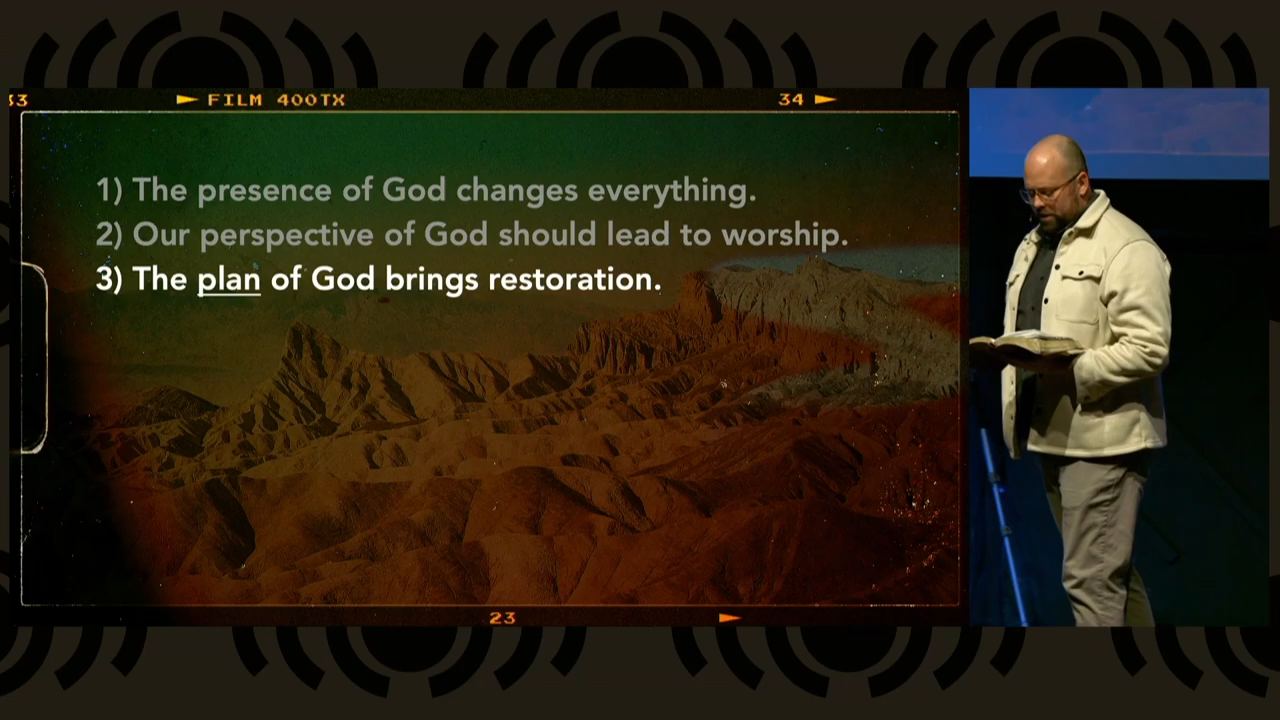 33 ► FILM 400TX 34 ►
1) The presence of God changes everything.
2) Our perspective of God should lead to worship.
3) The plan of God brings restoration.
23 ►